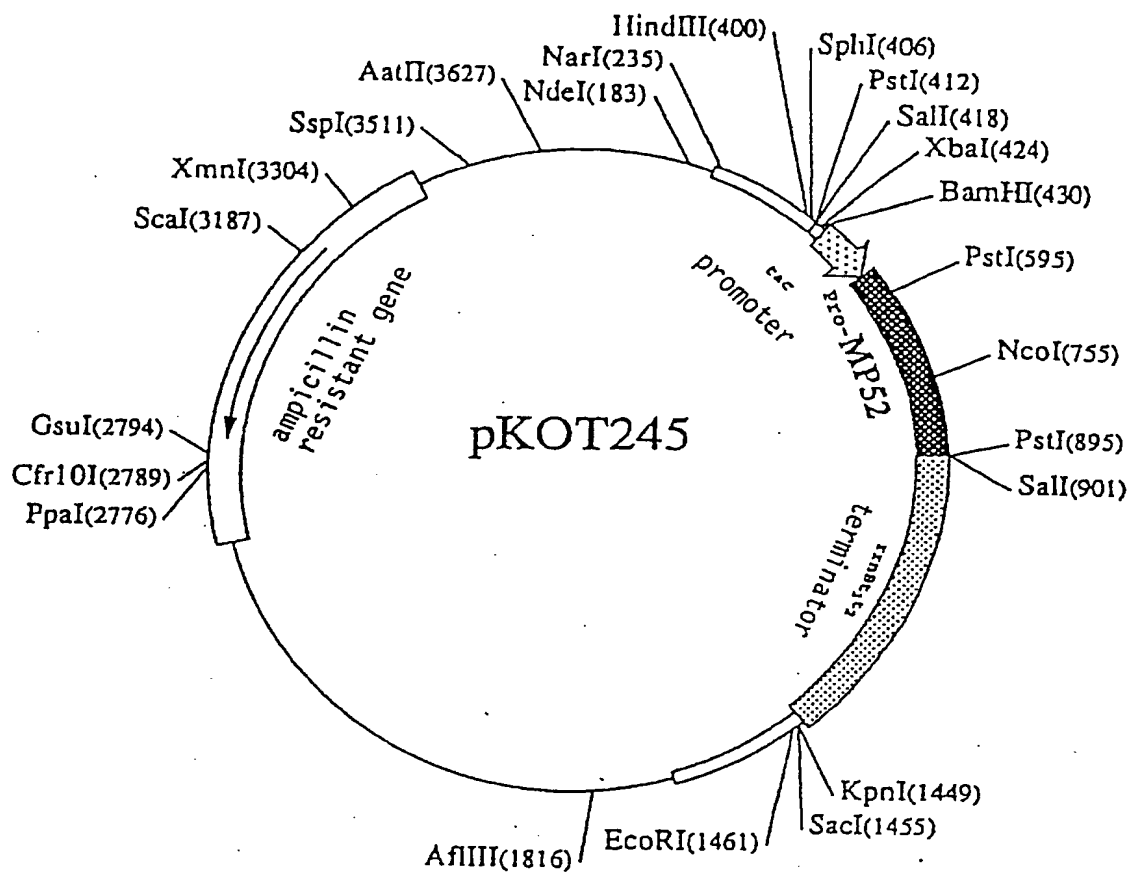 HindIII(400)
SphI(406)
NarI(235)
PstI(412)
AatII(3627)
NdeI(183)
SalI(418)
SspI(3511)
XbaI(424)
XmnI(3304)
BamHI(430)
ScaI(3187)
PstI(595)
tac
promoter
Pro-MP52
ampicillin
resistant gene
NcoI(755)
GsuI(2794)
pKOT245
PstI(895)
Cfr10I(2789)
SalI(901)
PpaI(2776)
terminator
rrnBt1t2
KpnI(1449)
SacI(1455)
EcoRI(1461)
AflIII(1816)